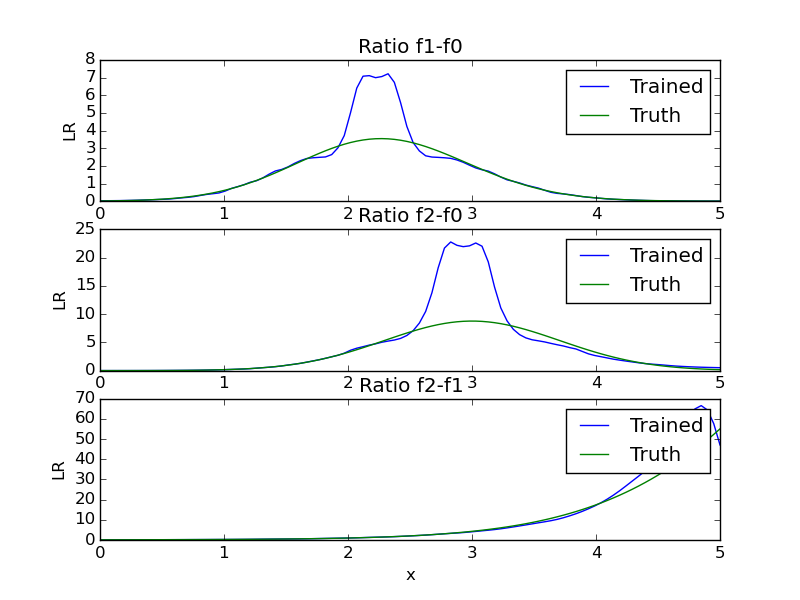 Ratio f1-f0
8
7
6
5
4
3
2
1
0
LR
Trained
Truth
0 1 2 3 4 5
Ratio f2-f0
25
20
15
10
5
0
LR
Trained
Truth
0 1 2 3 4 5
Ratio f2-f1
70
60
50
40
30
20
10
0
LR
Trained
Truth
0 1 2 3 4 5
x